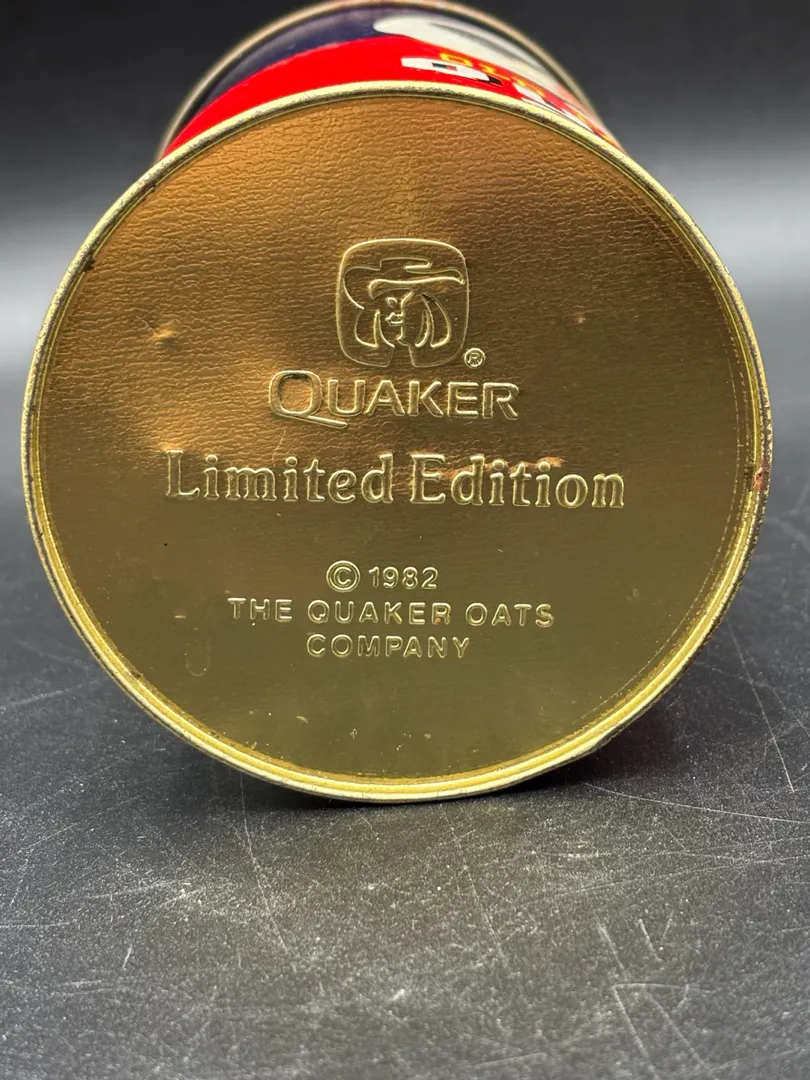 ®
QUAKER
Limited Edition
© 1982
THE QUAKER OATS
COMPANY